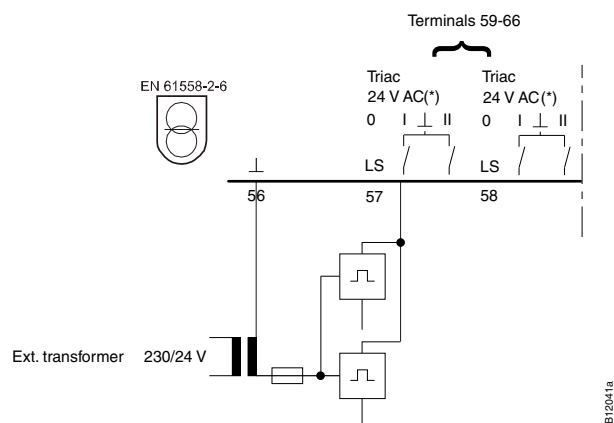 Terminals 59-66
EN 61558-2-6
Triac Triac
24 V AC(*) 24 V AC(*)
0 I ⊥ II 0 I ⊥ II
⊥ LS LS
56 57 58
Ext. transformer 230/24 V
B12041a